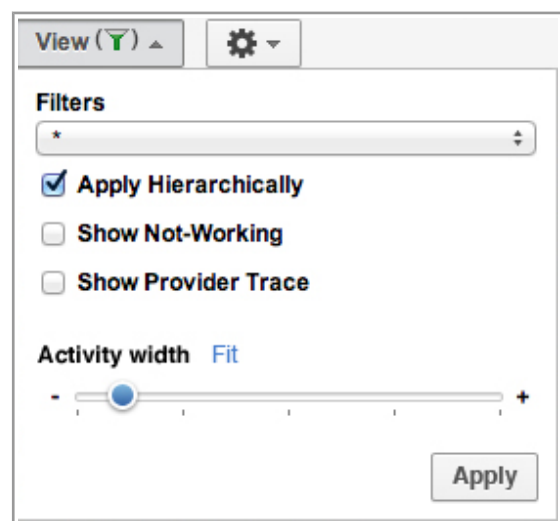 View ( )
Filters
*
Apply Hierarchically
Show Not-Working
Show Provider Trace
Activity width Fit
- +
Apply